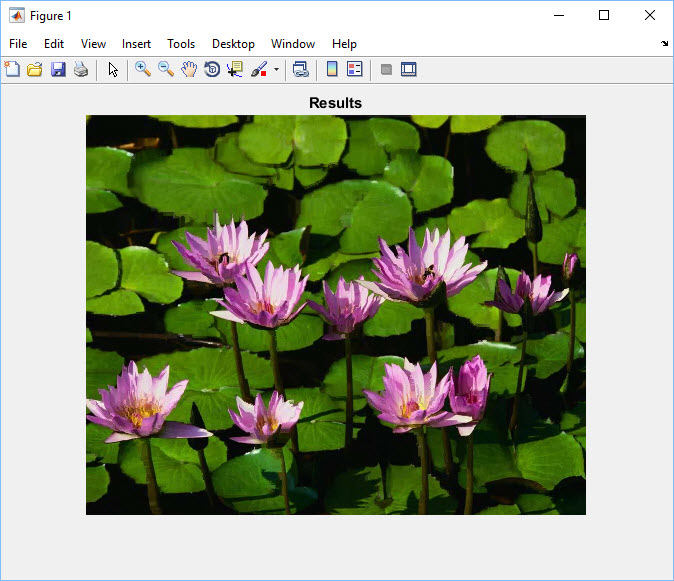 Figure 1
File Edit View Insert Tools Desktop Window Help
Results